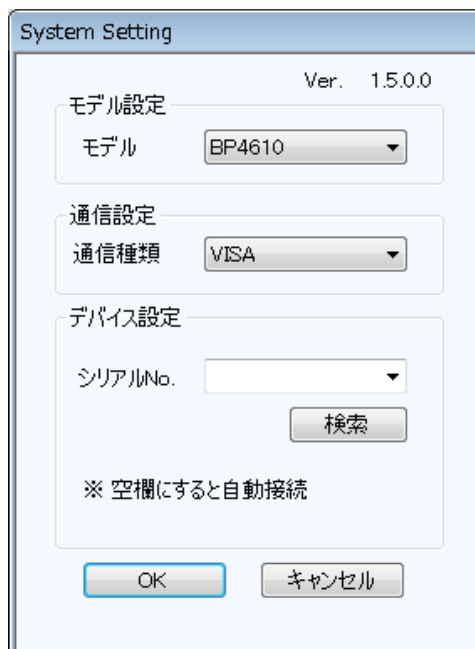 System Setting
Ver. 1.5.0.0
モデル設定
モデル BP4610
通信設定
通信種類 VISA
デバイス設定
シリアルNo.
検索
※ 空欄にすると自動接続
OK キャンセル